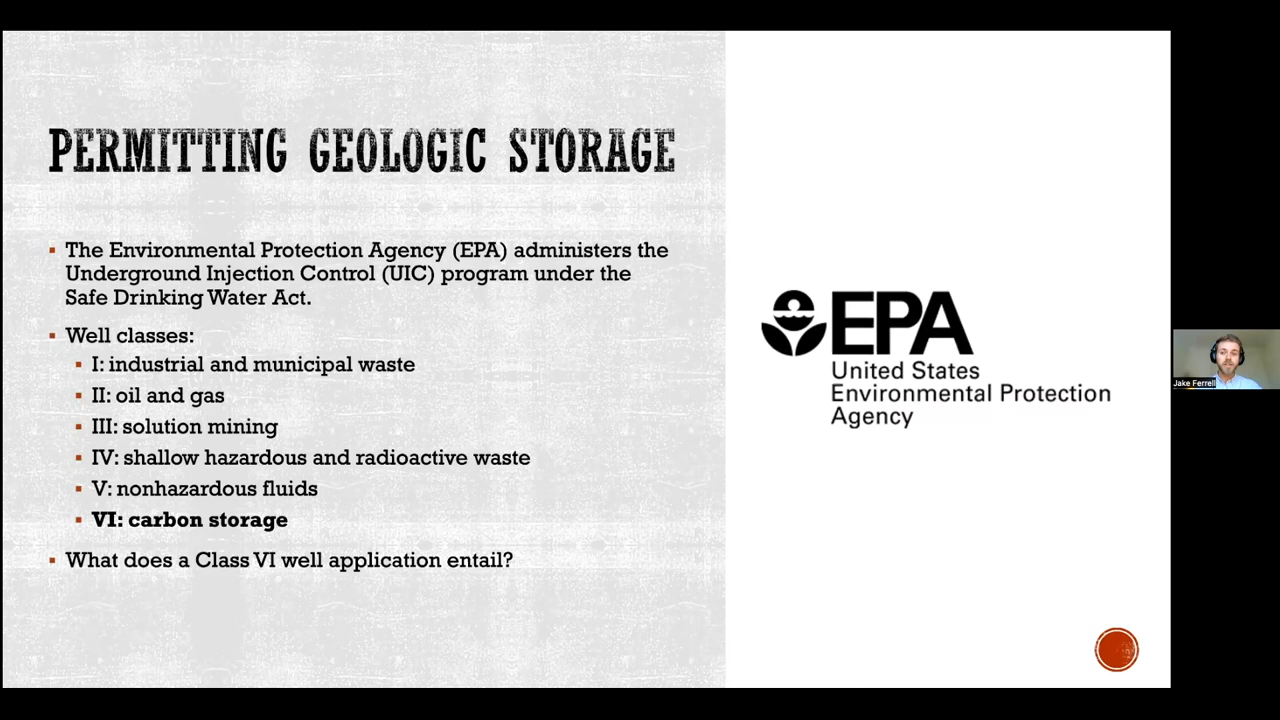 PERMITTING GEOLOGIC STORAGE
▪ The Environmental Protection Agency (EPA) administers the
Underground Injection Control (UIC) program under the
Safe Drinking Water Act.
▪ Well classes:
▪ I: industrial and municipal waste
▪ II: oil and gas
▪ III: solution mining
▪ IV: shallow hazardous and radioactive waste
▪ V: nonhazardous fluids
▪ VI: carbon storage
▪ What does a Class VI well application entail?
EPA
United States
Environmental Protection
Agency
Jake Ferrell